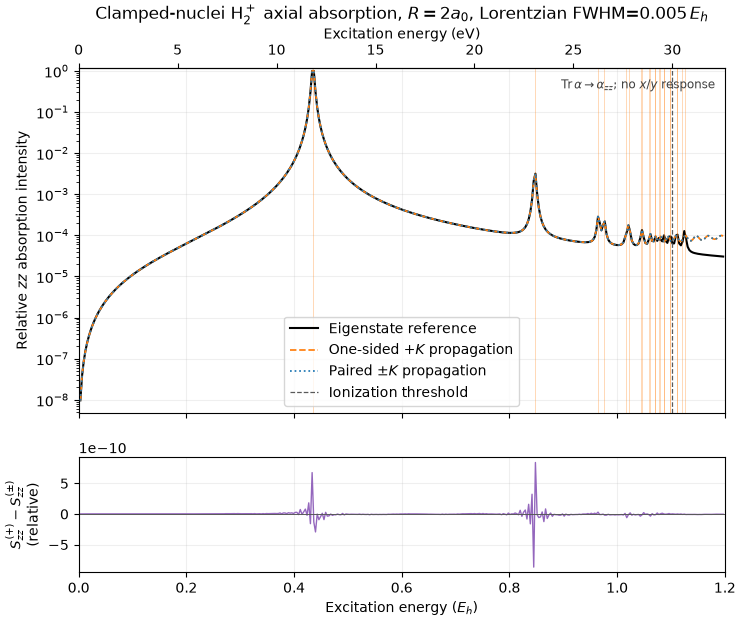 Clamped-nuclei H₂⁺ axial absorption, R = 2a₀, Lorentzian FWHM=0.005 Eₕ
Excitation energy (eV)
0 5 10 15 20 25 30
Tr α → α_zz; no x/y response
Relative zz absorption intensity
10⁰
10⁻¹
10⁻²
10⁻³
10⁻⁴
10⁻⁵
10⁻⁶
10⁻⁷
10⁻⁸
Eigenstate reference
One-sided +K propagation
Paired ±K propagation
Ionization threshold
1e−10
S_zz^(+) − S_zz^(±)
(relative)
5
0
−5
0.0 0.2 0.4 0.6 0.8 1.0 1.2
Excitation energy (Eₕ)